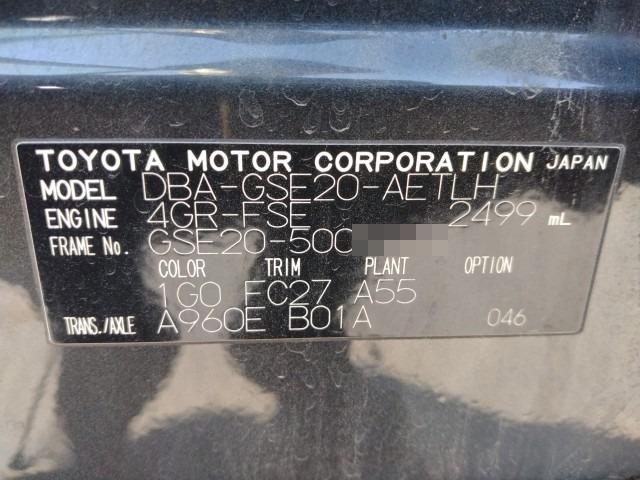 TOYOTA MOTOR CORPORATION JAPAN
MODEL DBA-GSE20-AETLH
ENGINE 4GR-FSE 2499 mL
FRAME No. GSE20-500
COLOR TRIM PLANT OPTION
1G0 FC27 A55
TRANS./AXLE A960E B01A 046